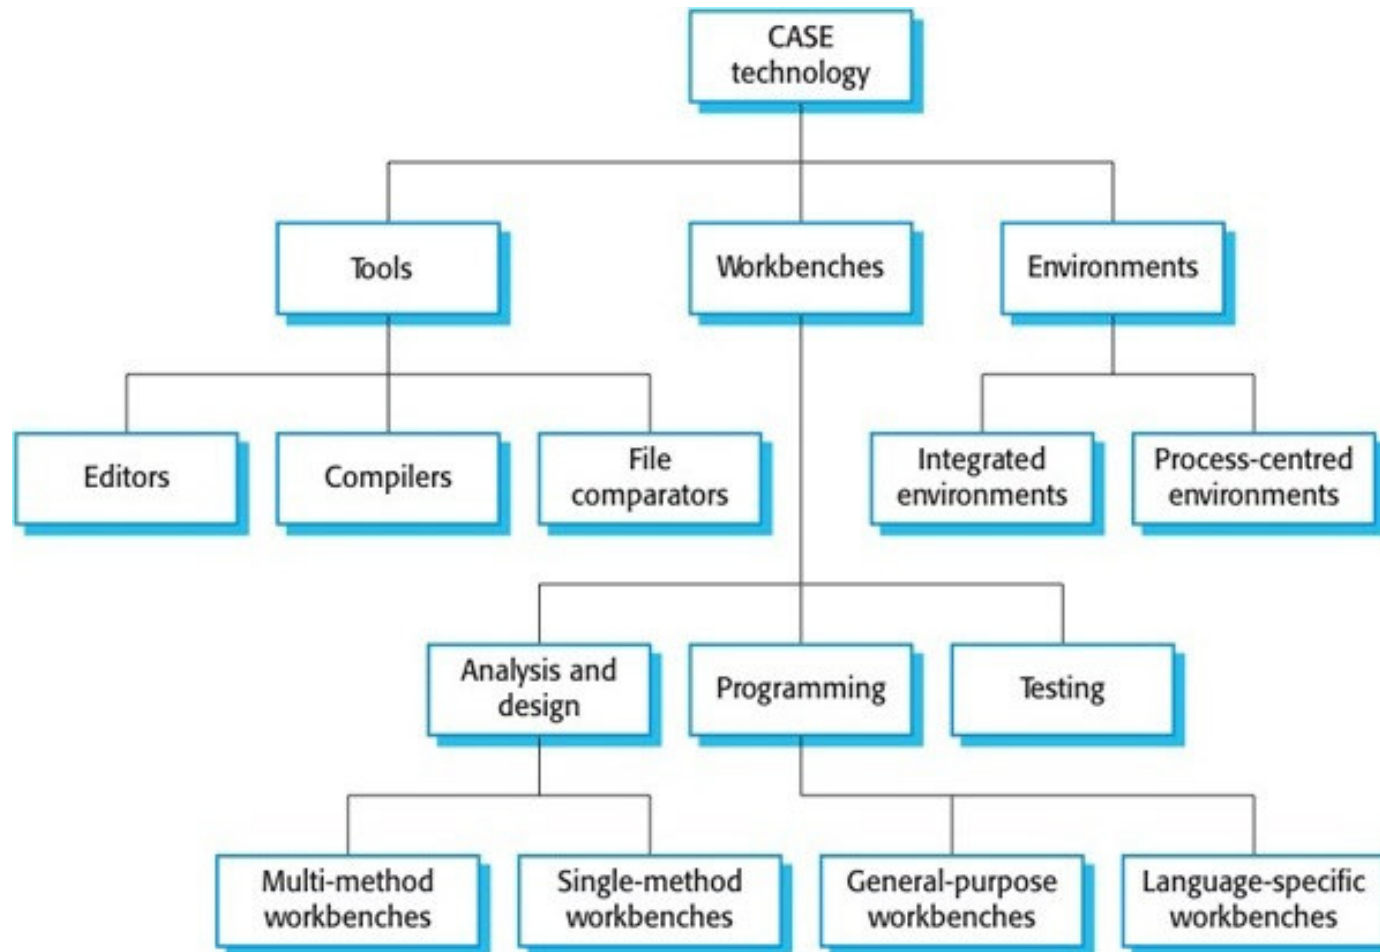 CASE
technology
Tools
Workbenches
Environments
Editors
Compilers
File
comparators
Integrated
environments
Process-centred
environments
Analysis and
design
Programming
Testing
Multi-method
workbenches
Single-method
workbenches
General-purpose
workbenches
Language-specific
workbenches